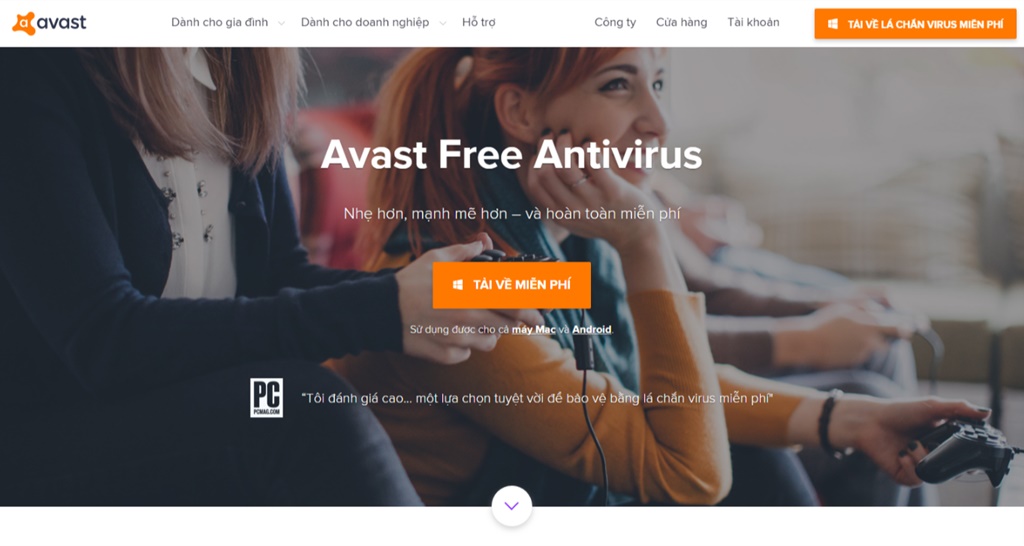 avast
Dành cho gia đình
Dành cho doanh nghiệp
Hỗ trợ
Công ty
Cửa hàng
Tài khoản
TẢI VỀ LÁ CHẮN VIRUS MIỄN PHÍ
Avast Free Antivirus
Nhẹ hơn, mạnh mẽ hơn – và hoàn toàn miễn phí
TẢI VỀ MIỄN PHÍ
Sử dụng được cho cả máy Mac và Android.
PC
PCMAG.COM
"Tôi đánh giá cao... một lựa chọn tuyệt vời để bảo vệ bằng lá chắn virus miễn phí"